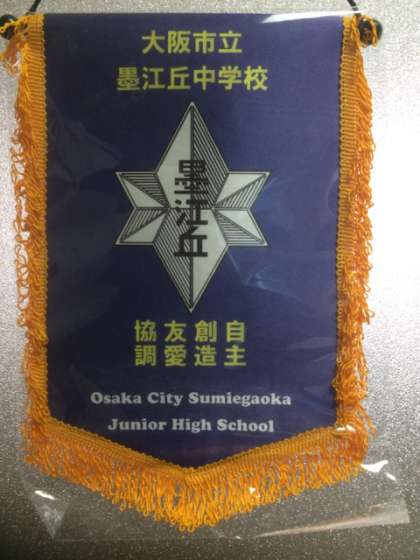 大阪市立
墨江丘中学校
墨江丘
協友創自
調愛造主
Osaka City Sumiegaoka
Junior High School